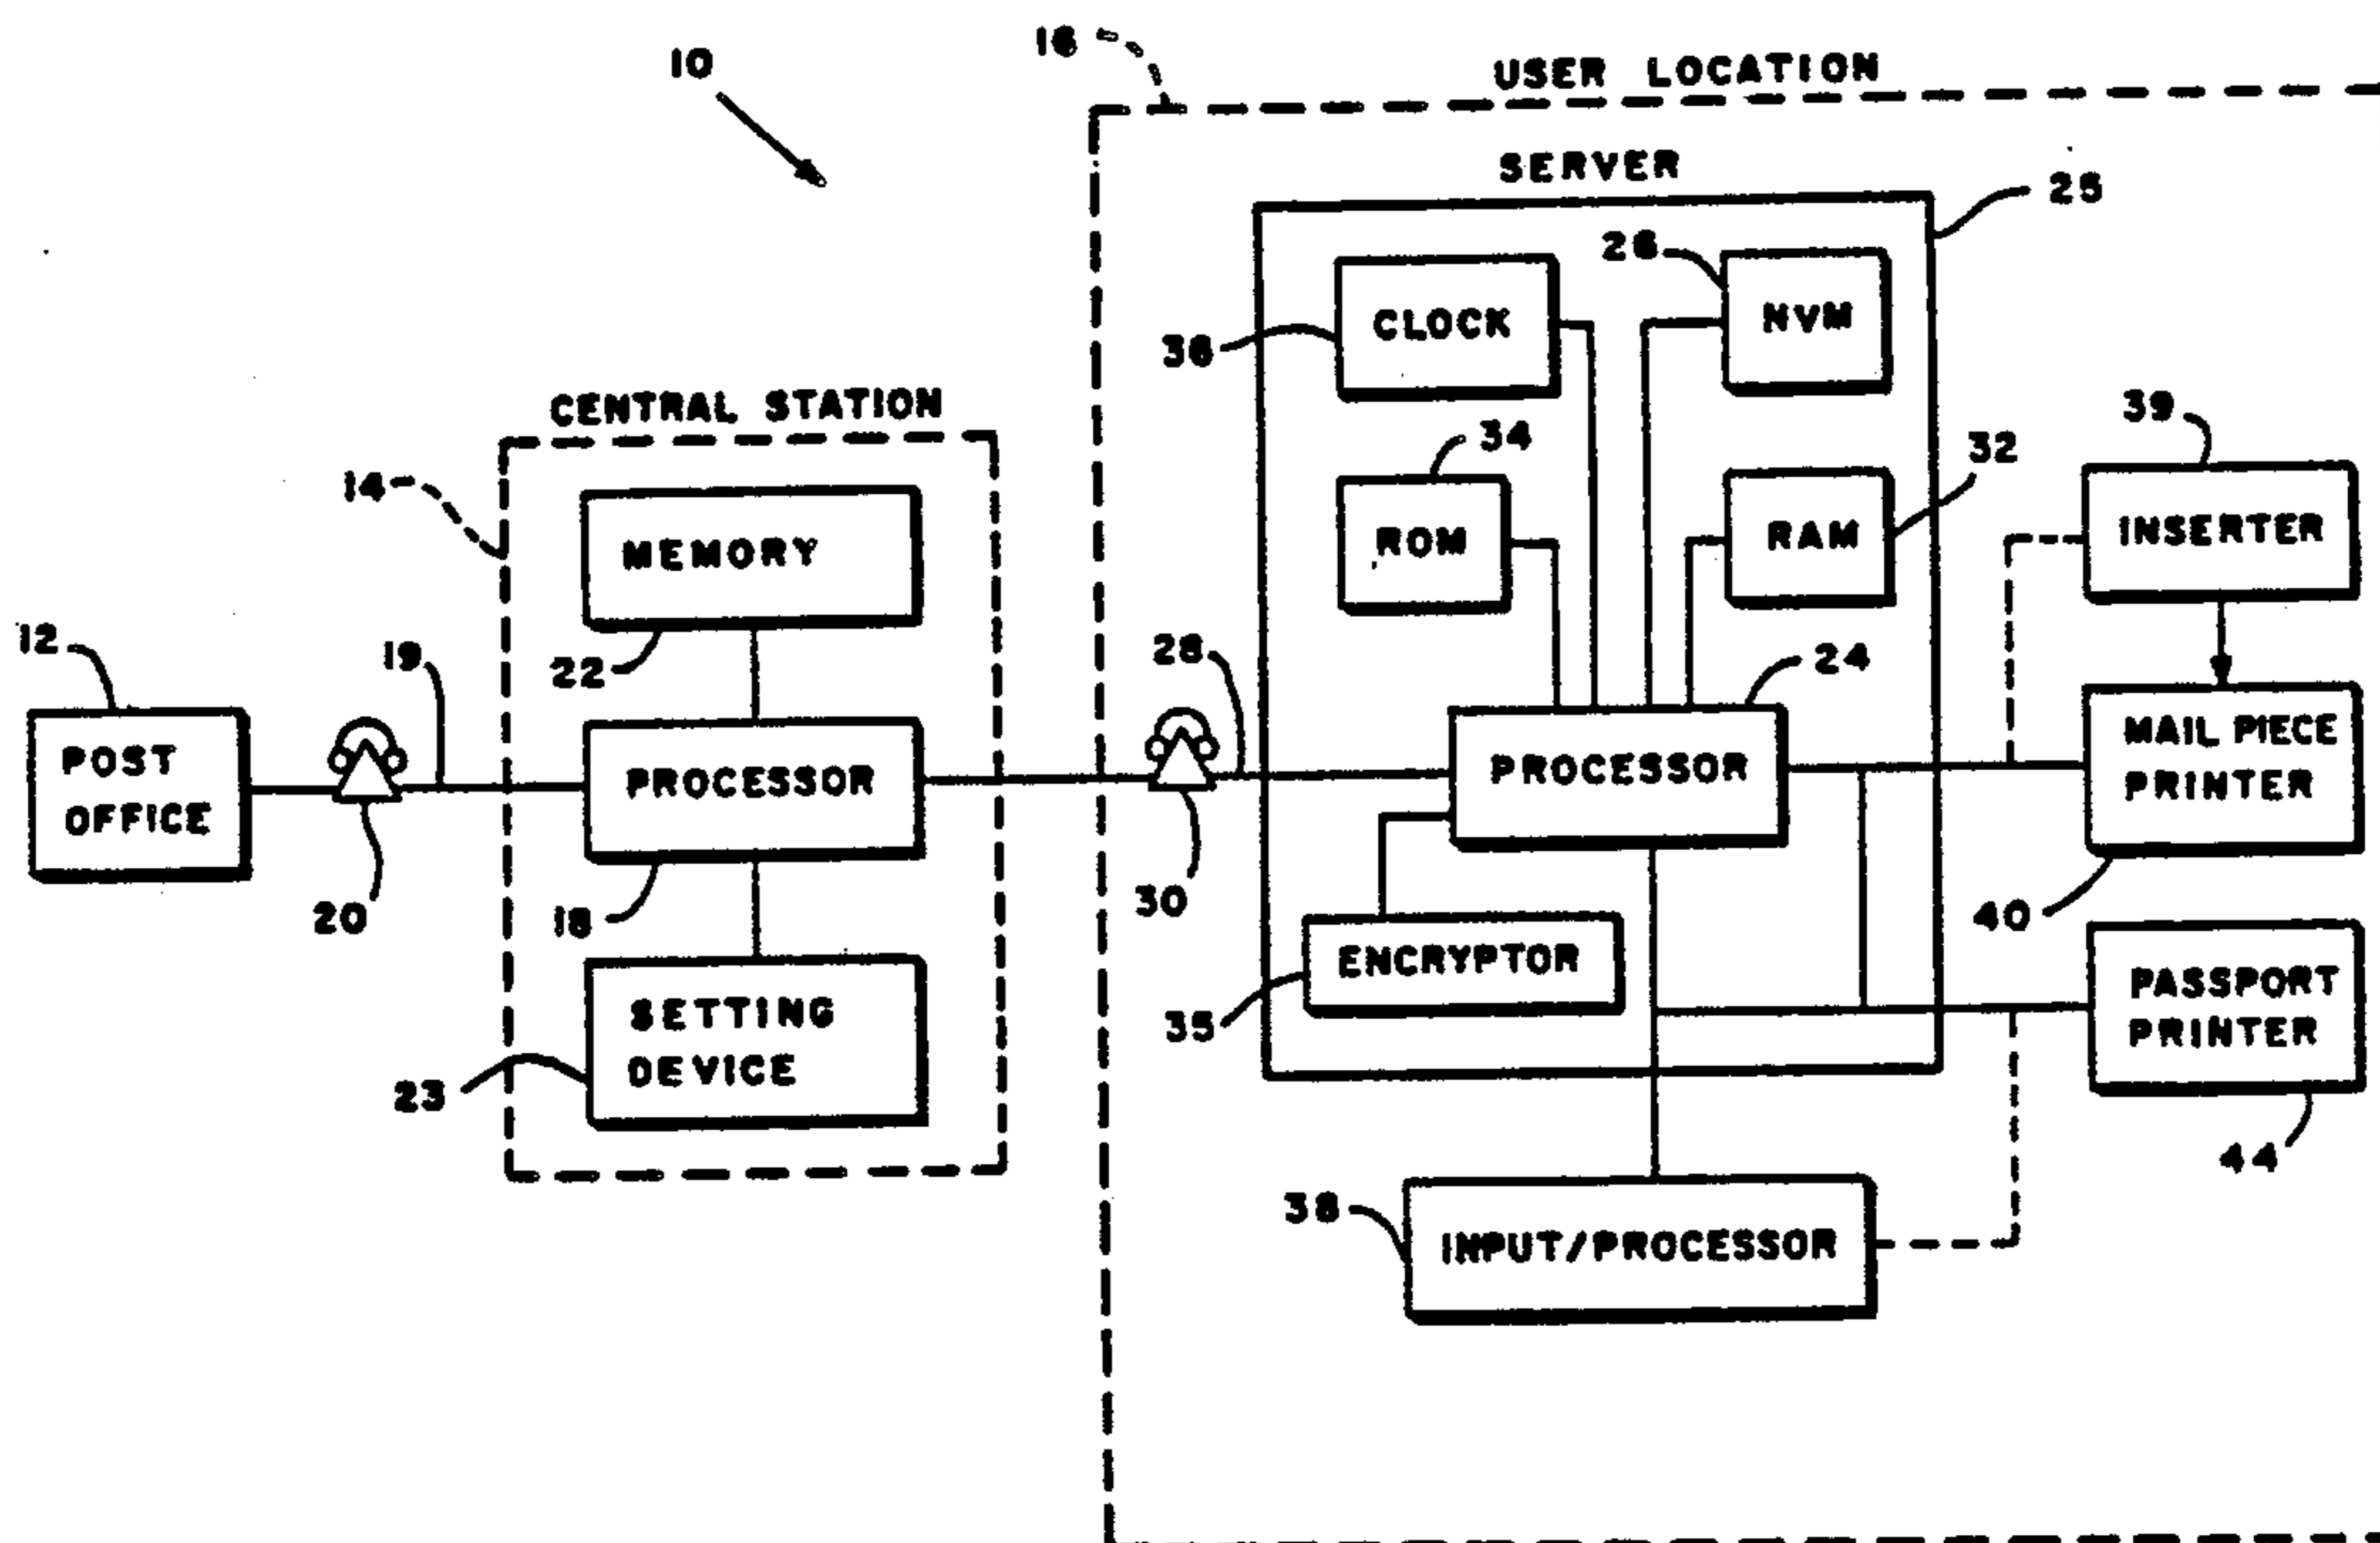 10
16
USER LOCATION
SERVER
25
26
CLOCK
NVM
36
CENTRAL STATION
39
34
32
14
MEMORY
ROM
RAM
INSERTER
12
19
22
28
24
POST
OFFICE
PROCESSOR
PROCESSOR
MAIL PIECE
PRINTER
20
18
30
40
ENCRYPTOR
SETTING
DEVICE
35
PASSPORT
PRINTER
23
44
38
INPUT/PROCESSOR